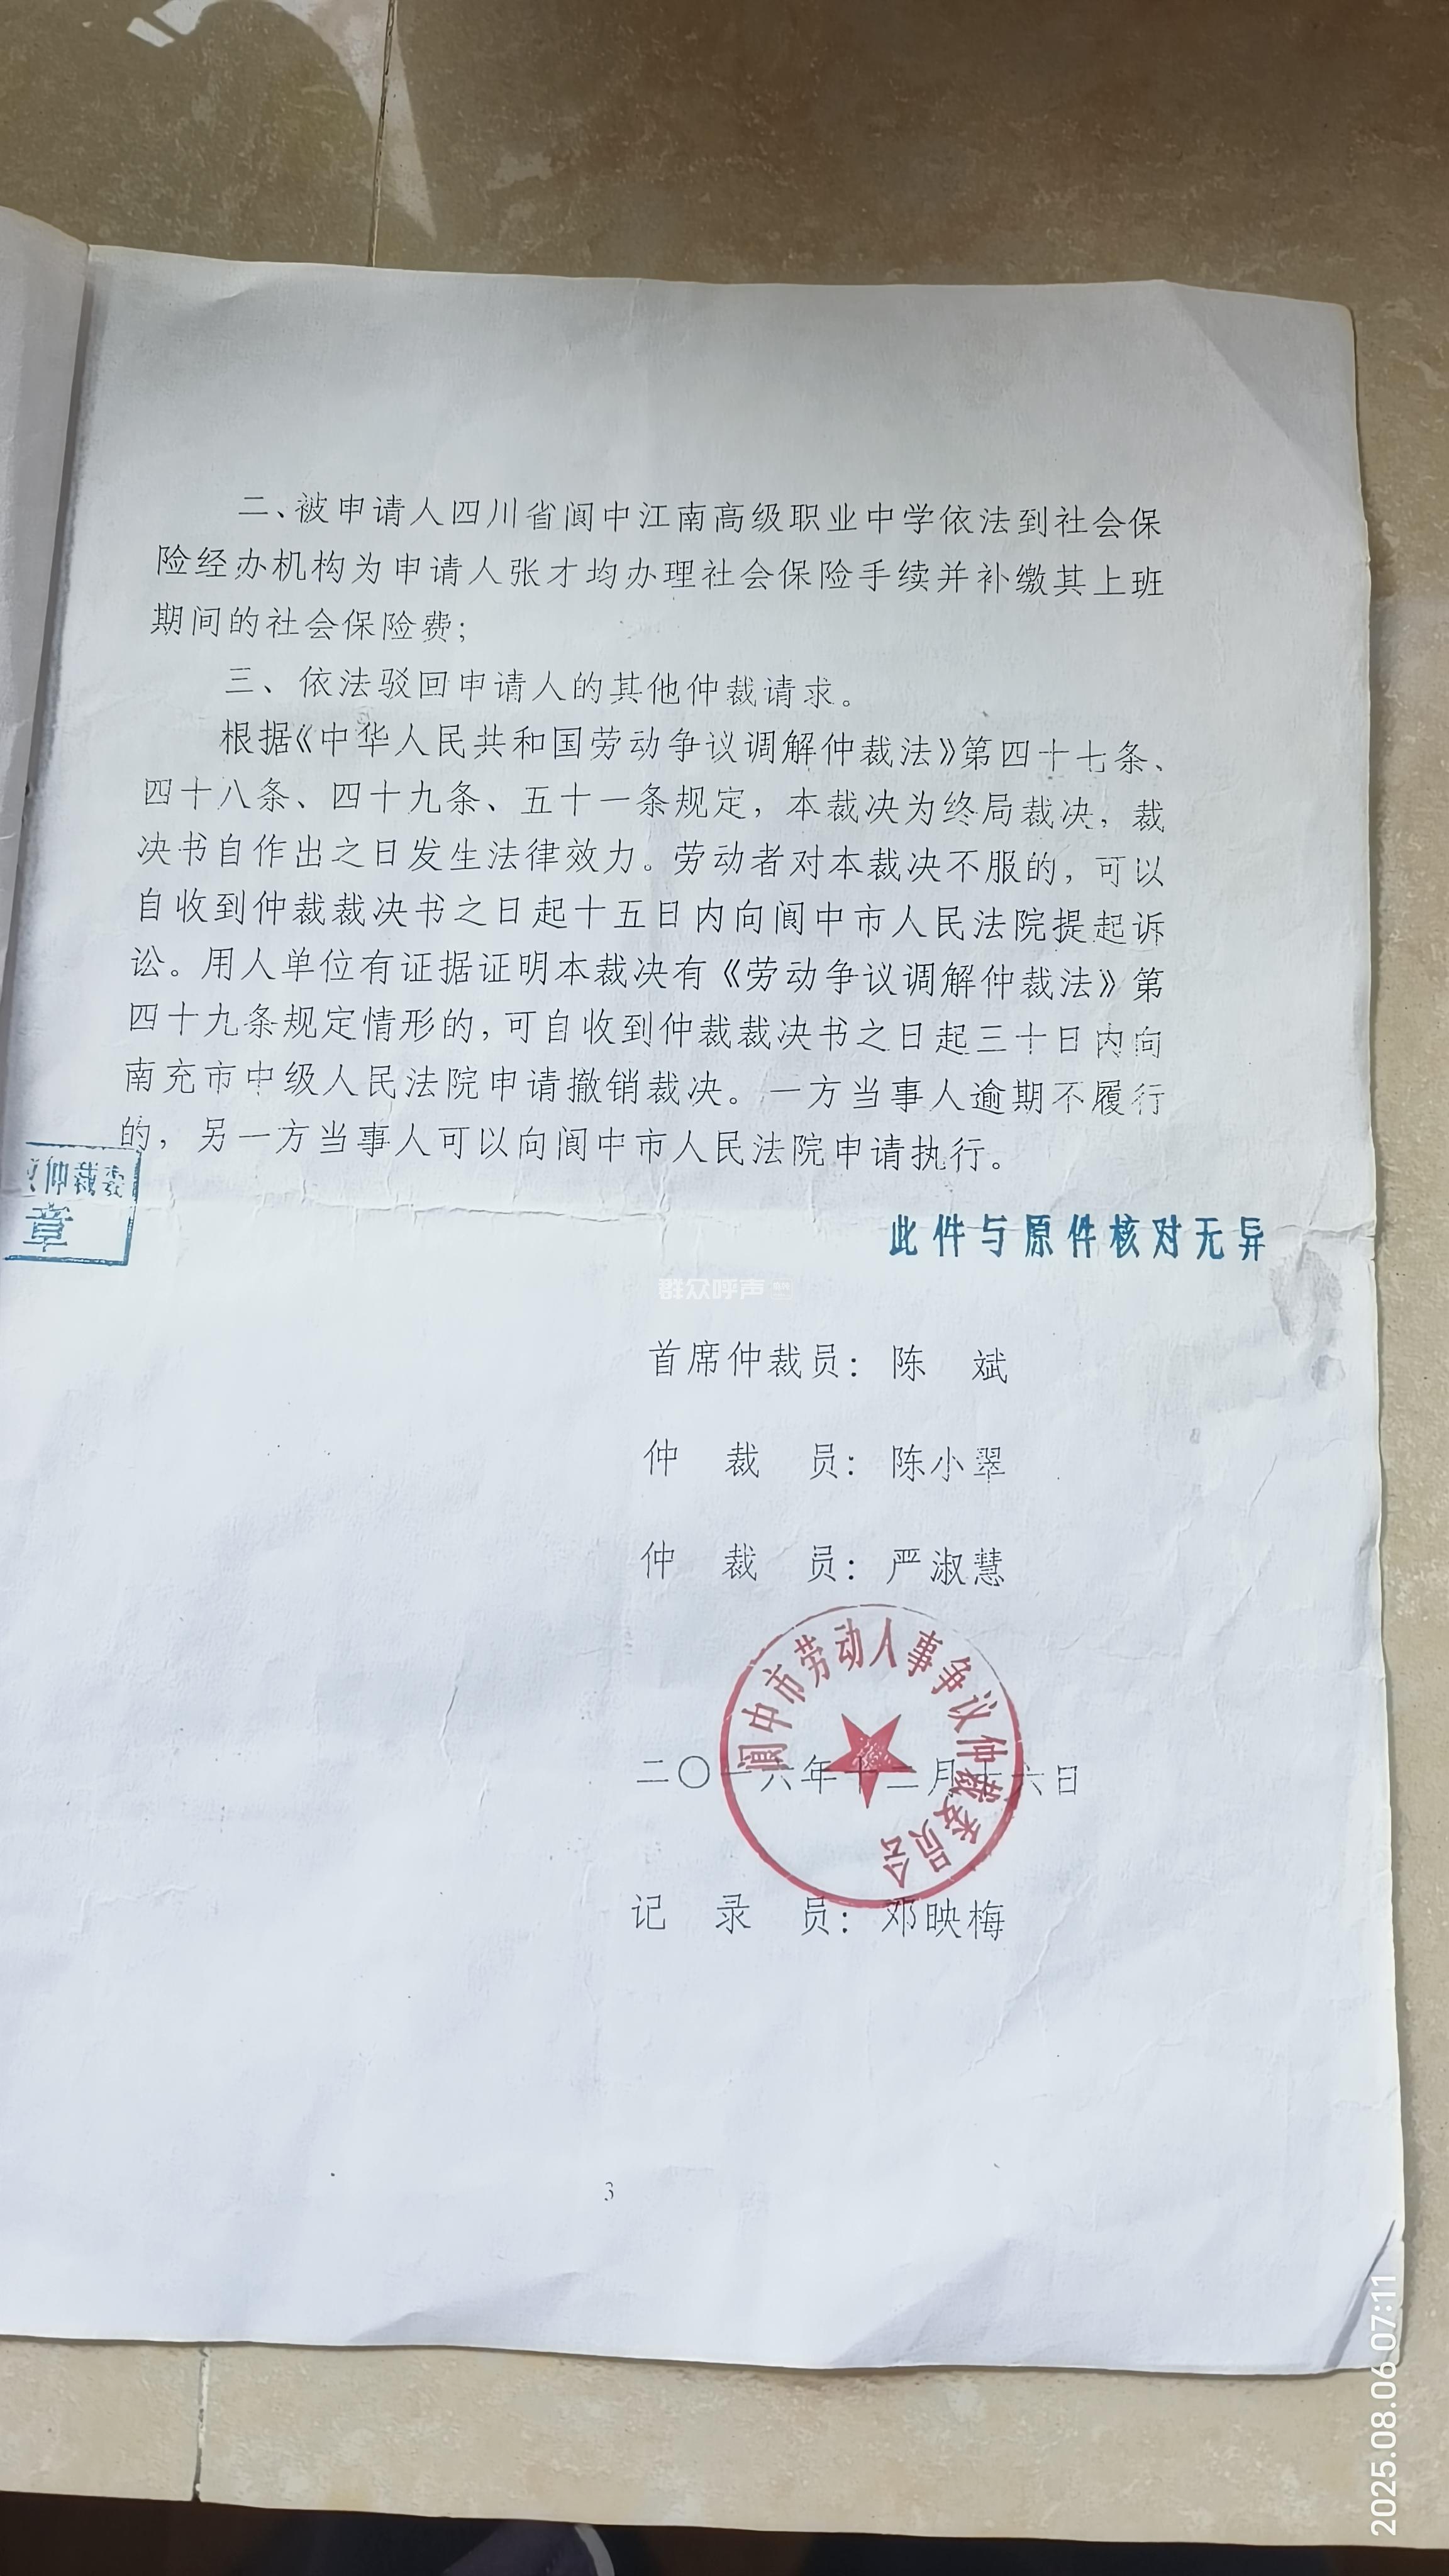 二、被申请人四川省阆中江南高级职业中学依法到社会保
险经办机构为申请人张才均办理社会保险手续并补缴其上班
期间的社会保险费;
三、依法驳回申请人的其他仲裁请求。
根据《中华人民共和国劳动争议调解仲裁法》第四十七条、
四十八条、四十九条、五十一条规定，本裁决为终局裁决，裁
决书自作出之日发生法律效力。劳动者对本裁决不服的，可以
自收到仲裁裁决书之日起十五日内向阆中市人民法院提起诉
讼。用人单位有证据证明本裁决有《劳动争议调解仲裁法》第
四十九条规定情形的，可自收到仲裁裁决书之日起三十日内向
南充市中级人民法院申请撤销裁决。一方当事人逾期不履行
的，另一方当事人可以向阆中市人民法院申请执行。
仲裁委
章
此件与原件核对无异
群众呼声
首席仲裁员：陈 斌
仲 裁 员：陈小翠
仲 裁 员：严淑慧
阆中市劳动人事争议仲裁委员会
二〇一六年十二月十六日
记 录 员：邓映梅
3
2025.08.06 07:11